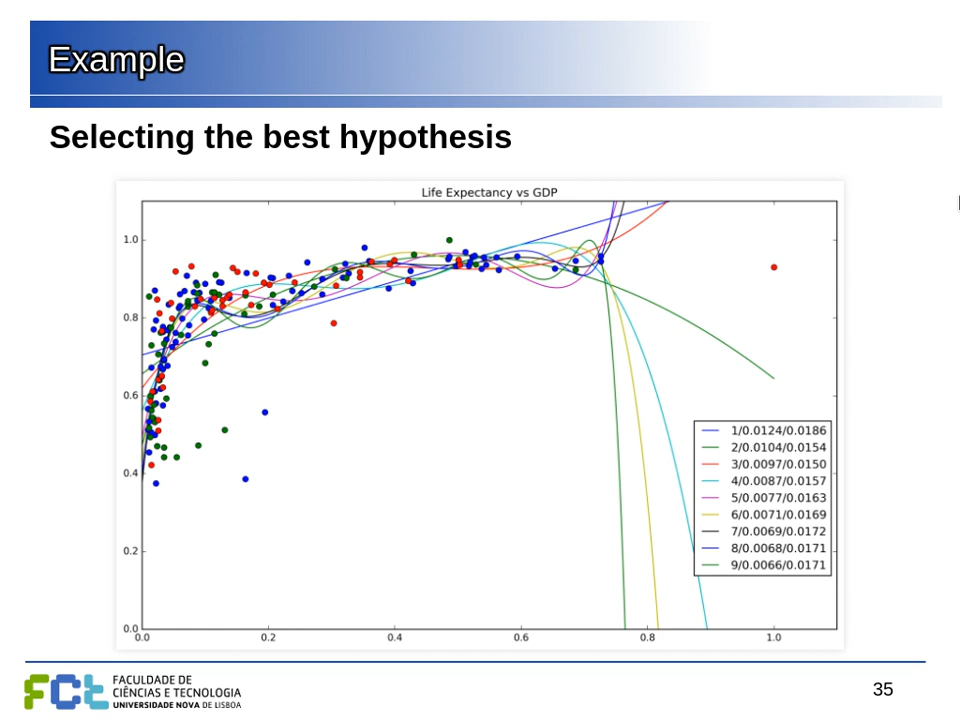 Example
Selecting the best hypothesis
Life Expectancy vs GDP
1.0
0.8
0.6
0.4
0.2
0.0
0.0 0.2 0.4 0.6 0.8 1.0
1/0.0124/0.0186
2/0.0104/0.0154
3/0.0097/0.0150
4/0.0087/0.0157
5/0.0077/0.0163
6/0.0071/0.0169
7/0.0069/0.0172
8/0.0068/0.0171
9/0.0066/0.0171
FCt
FACULDADE DE
CIÊNCIAS E TECNOLOGIA
UNIVERSIDADE NOVA DE LISBOA
35